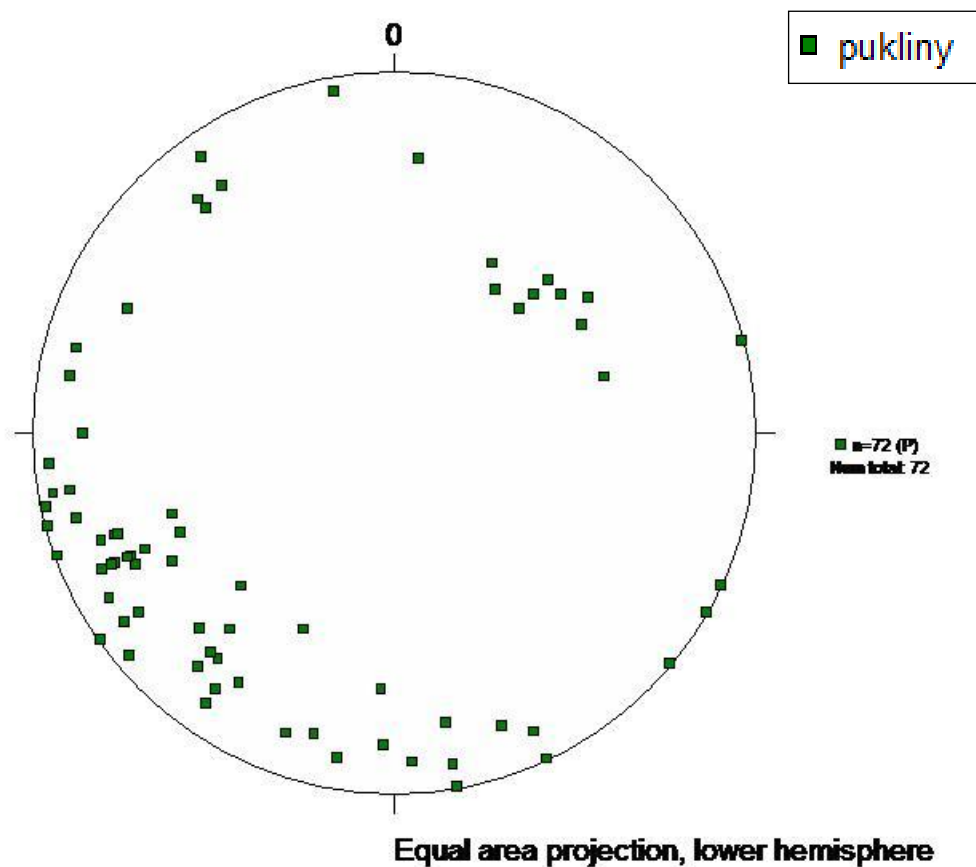 pukliny
0
n=72 (P)
Num total: 72
Equal area projection, lower hemisphere